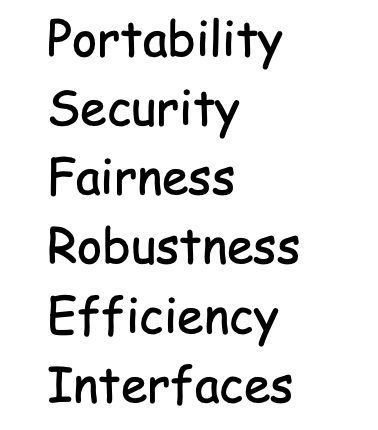 Portability
Security
Fairness
Robustness
Efficiency
Interfaces